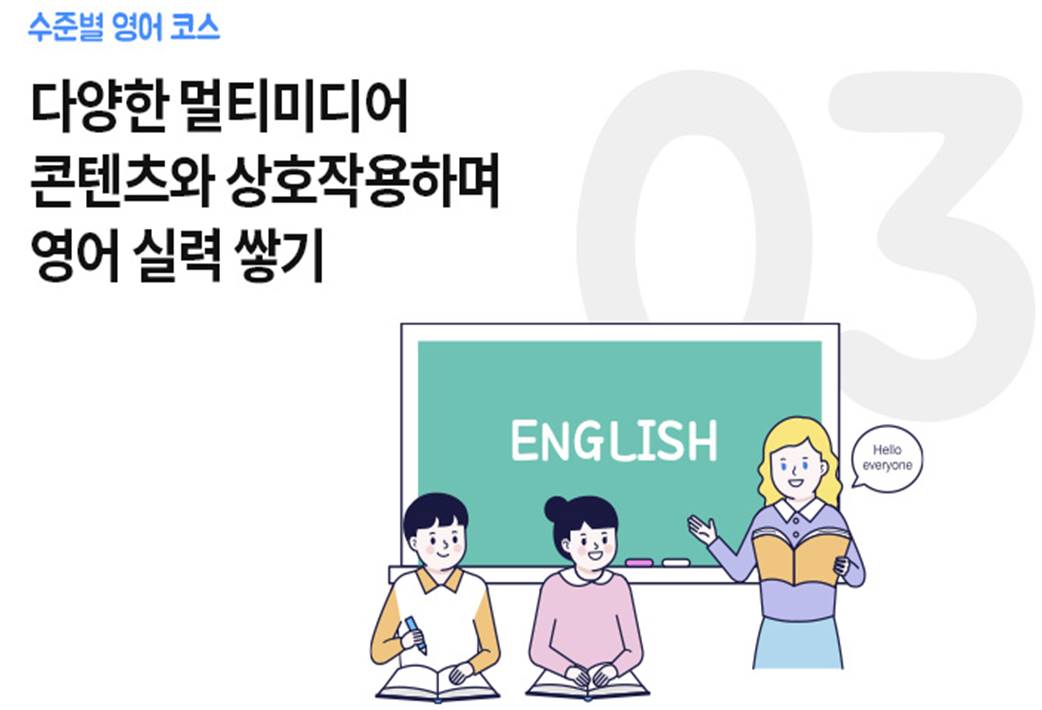 수준별 영어 코스
03
다양한 멀티미디어
콘텐츠와 상호작용하며
영어 실력 쌓기
ENGLISH
Hello
everyone